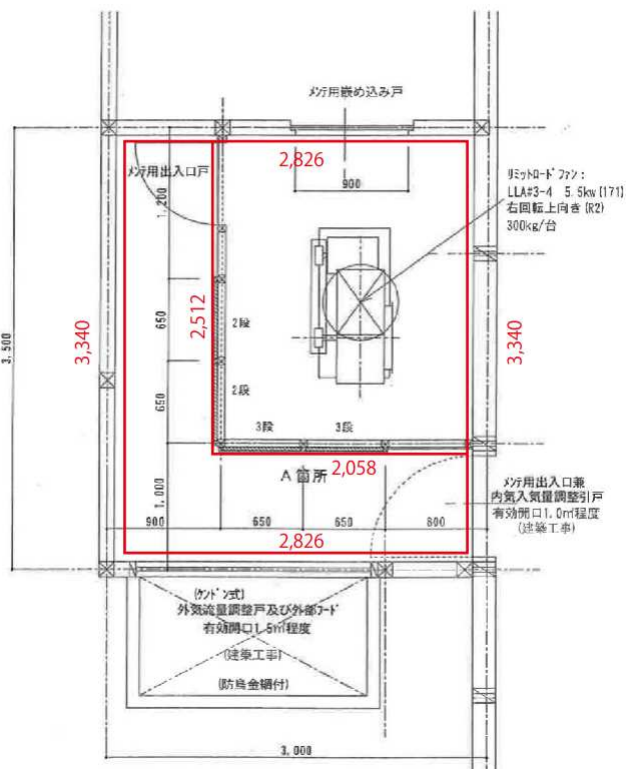 メンテ用嵌め込み戸
2,826
メンテ用出入口戸
900
リミットロードファン:
LLA#3-4 5.5kw(171)
右回転上向き(R2)
300kg/台
1,200
3,500
3,340
2,512
650
2段
3,340
650
2段
3段
3段
2,058
A箇所
メンテ用出入口兼
内気入気量調整引戸
有効開口1.0㎡程度
(建築工事)
1,000
900
650
650
800
2,826
(ケンドン式)
外気流量調整戸及び外部フード
有効開口1.5㎡程度
(建築工事)
(防鳥金網付)
3,000